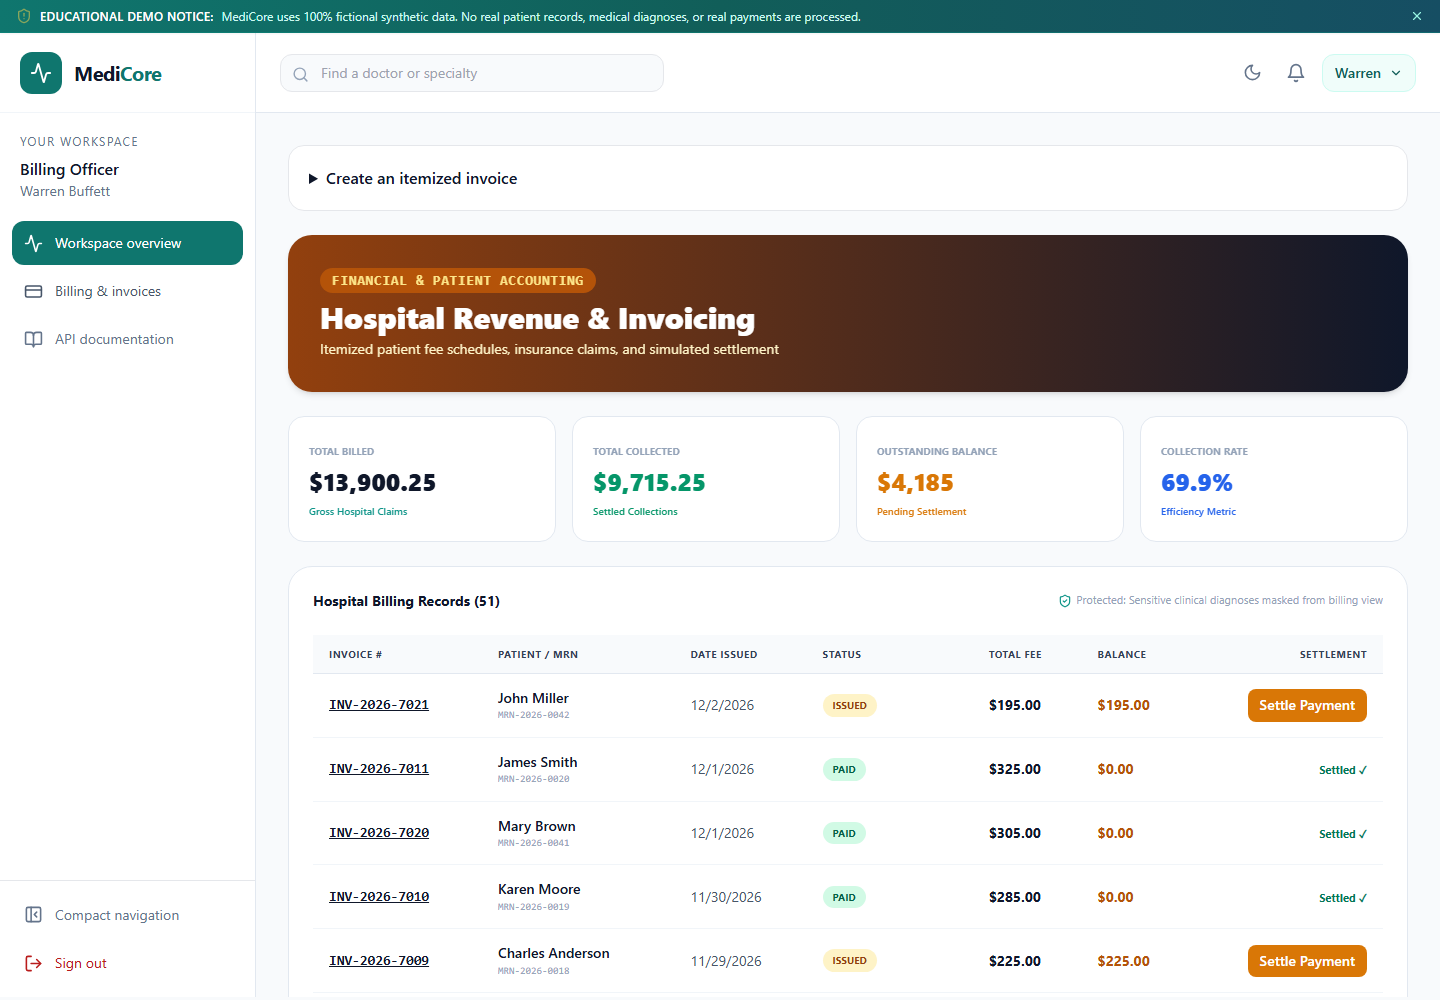 EDUCATIONAL DEMO NOTICE: MediCore uses 100% fictional synthetic data. No real patient records, medical diagnoses, or real payments are processed.
MediCore
Find a doctor or specialty
Warren
YOUR WORKSPACE
Billing Officer
Warren Buffett
Workspace overview
Billing & invoices
API documentation
Compact navigation
Sign out
Create an itemized invoice
FINANCIAL & PATIENT ACCOUNTING
Hospital Revenue & Invoicing
Itemized patient fee schedules, insurance claims, and simulated settlement
TOTAL BILLED
$13,900.25
Gross Hospital Claims
TOTAL COLLECTED
$9,715.25
Settled Collections
OUTSTANDING BALANCE
$4,185
Pending Settlement
COLLECTION RATE
69.9%
Efficiency Metric
Hospital Billing Records (51)
Protected: Sensitive clinical diagnoses masked from billing view
INVOICE # PATIENT / MRN DATE ISSUED STATUS TOTAL FEE BALANCE SETTLEMENT
INV-2026-7021 John Miller 12/2/2026 ISSUED $195.00 $195.00 Settle Payment
MRN-2026-0042
INV-2026-7011 James Smith 12/1/2026 PAID $325.00 $0.00 Settled ✓
MRN-2026-0020
INV-2026-7020 Mary Brown 12/1/2026 PAID $305.00 $0.00 Settled ✓
MRN-2026-0041
INV-2026-7010 Karen Moore 11/30/2026 PAID $285.00 $0.00 Settled ✓
MRN-2026-0019
INV-2026-7009 Charles Anderson 11/29/2026 ISSUED $225.00 $225.00 Settle Payment
MRN-2026-0018